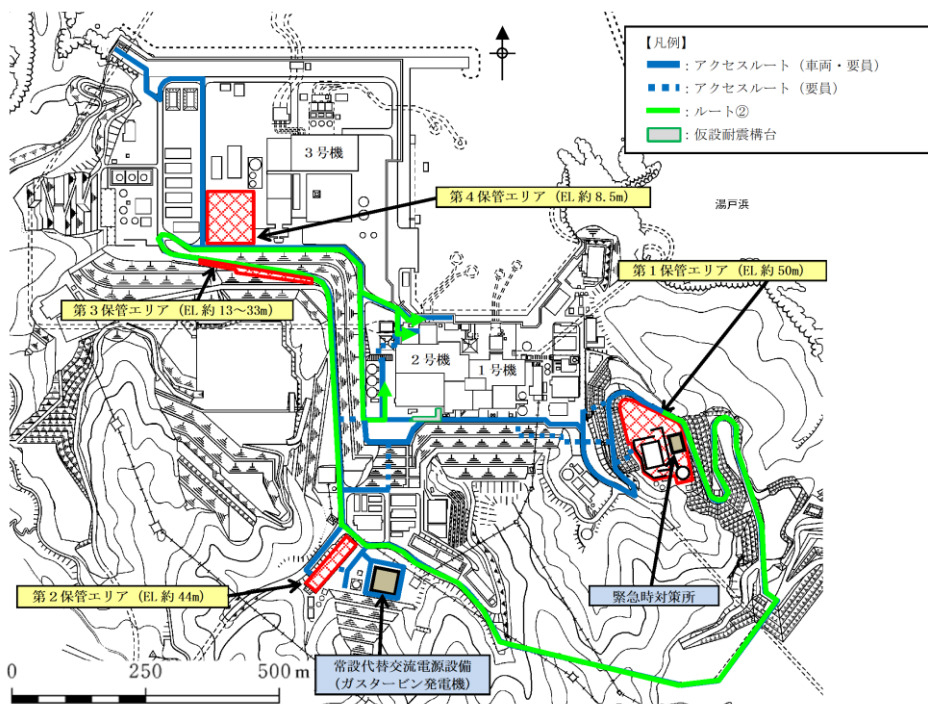 【凡例】
：アクセスルート（車両・要員）
：アクセスルート（要員）
：ルート②
：仮設耐震構台
3号機
湯戸浜
第４保管エリア（EL 約 8.5m）
第１保管エリア（EL 約 50m）
第３保管エリア（EL 約 13～33m）
2号機
1号機
第２保管エリア（EL 約 44m）
緊急時対策所
常設代替交流電源設備
（ガスタービン発電機）
0 250 500 m